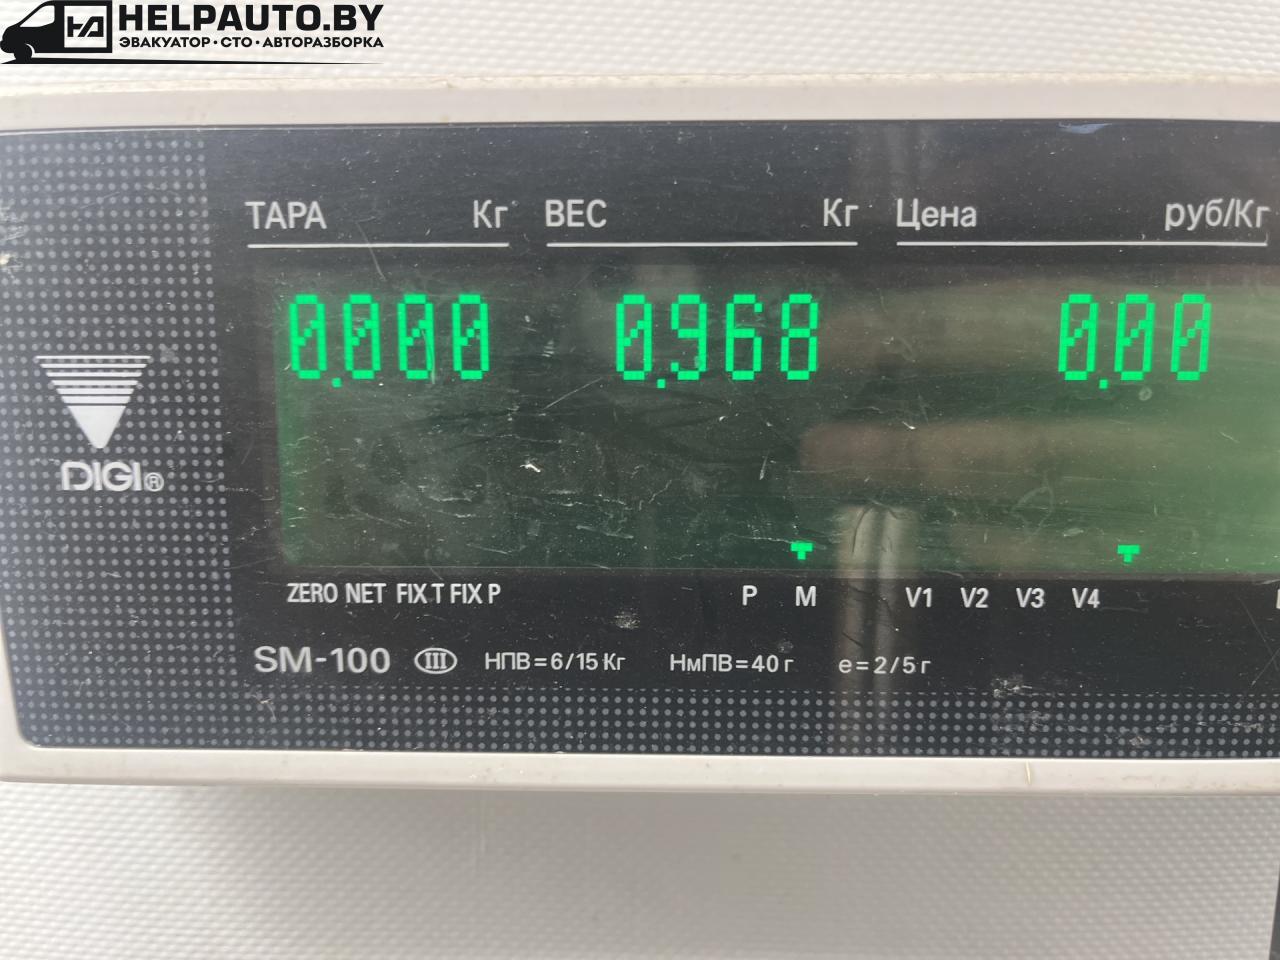 HELPAUTO.BY
ЭВАКУАТОР•СТО•АВТОРАЗБОРКА
ТАРА Кг ВЕС Кг Цена руб/Кг
0.000 0.968 0.00
DIGI®
ZERO NET FIX T FIX P P M V1 V2 V3 V4
SM-100 III НПВ=6/15 Кг НмПВ=40 г e=2/5 г